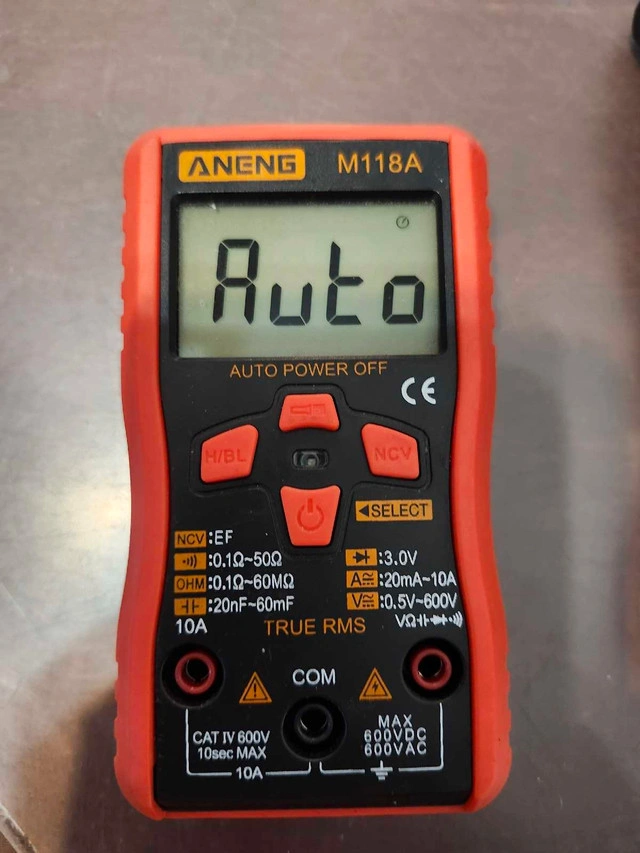 ANENG M118A
Auto
AUTO POWER OFF
CE
H/BL
NCV
SELECT
NCV :EF
:0.1Ω~50Ω
:3.0V
OHM :0.1Ω~60MΩ
A≂ :20mA~10A
:20nF~60mF
V≂ :0.5V~600V
10A
TRUE RMS
VΩ
COM
CAT IV 600V
10sec MAX
10A
MAX
600VDC
600VAC